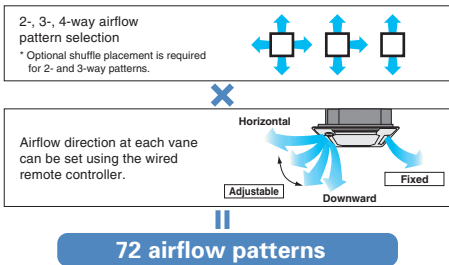 2-, 3-, 4-way airflow
pattern selection
* Optional shuffle placement is required
for 2- and 3-way patterns.
Airflow direction at each vane
can be set using the wired
remote controller.
Horizontal
Adjustable
Downward
Fixed
72 airflow patterns